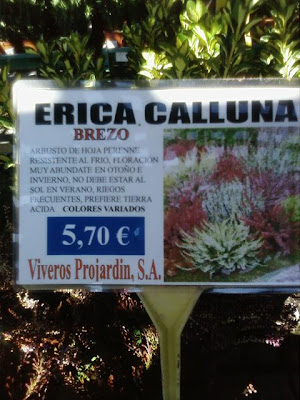 ERICA CALLUNA
BREZO
ARBUSTO DE HOJA PERENNE
RESISTENTE AL FRIO, FLORACIÓN
MUY ABUNDATE EN OTOÑO E
INVIERNO, NO DEBE ESTAR AL
SOL EN VERANO, RIEGOS
FRECUENTES, PREFIERE TIERRA
ACIDA COLORES VARIADOS
5,70 €
Viveros Projardin, S.A.